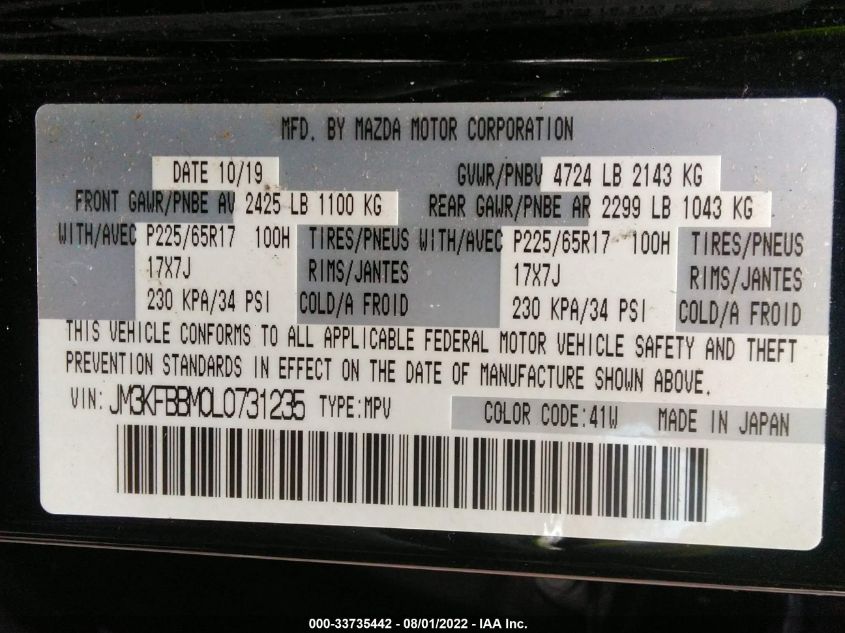 MFD. BY MAZDA MOTOR CORPORATION
DATE 10/19 GVWR/PNBV 4724 LB 2143 KG
FRONT GAWR/PNBE AV 2425 LB 1100 KG REAR GAWR/PNBE AR 2299 LB 1043 KG
WITH/AVEC P225/65R17 100H TIRES/PNEUS WITH/AVEC P225/65R17 100H TIRES/PNEUS
17X7J RIMS/JANTES 17X7J RIMS/JANTES
230 KPA/34 PSI COLD/A FROID 230 KPA/34 PSI COLD/A FROID
THIS VEHICLE CONFORMS TO ALL APPLICABLE FEDERAL MOTOR VEHICLE SAFETY AND THEFT
PREVENTION STANDARDS IN EFFECT ON THE DATE OF MANUFACTURE SHOWN ABOVE.
VIN: JM3KFBBM0L0731235 TYPE:MPV COLOR CODE:41W MADE IN JAPAN
000-33735442 - 08/01/2022 - IAA Inc.